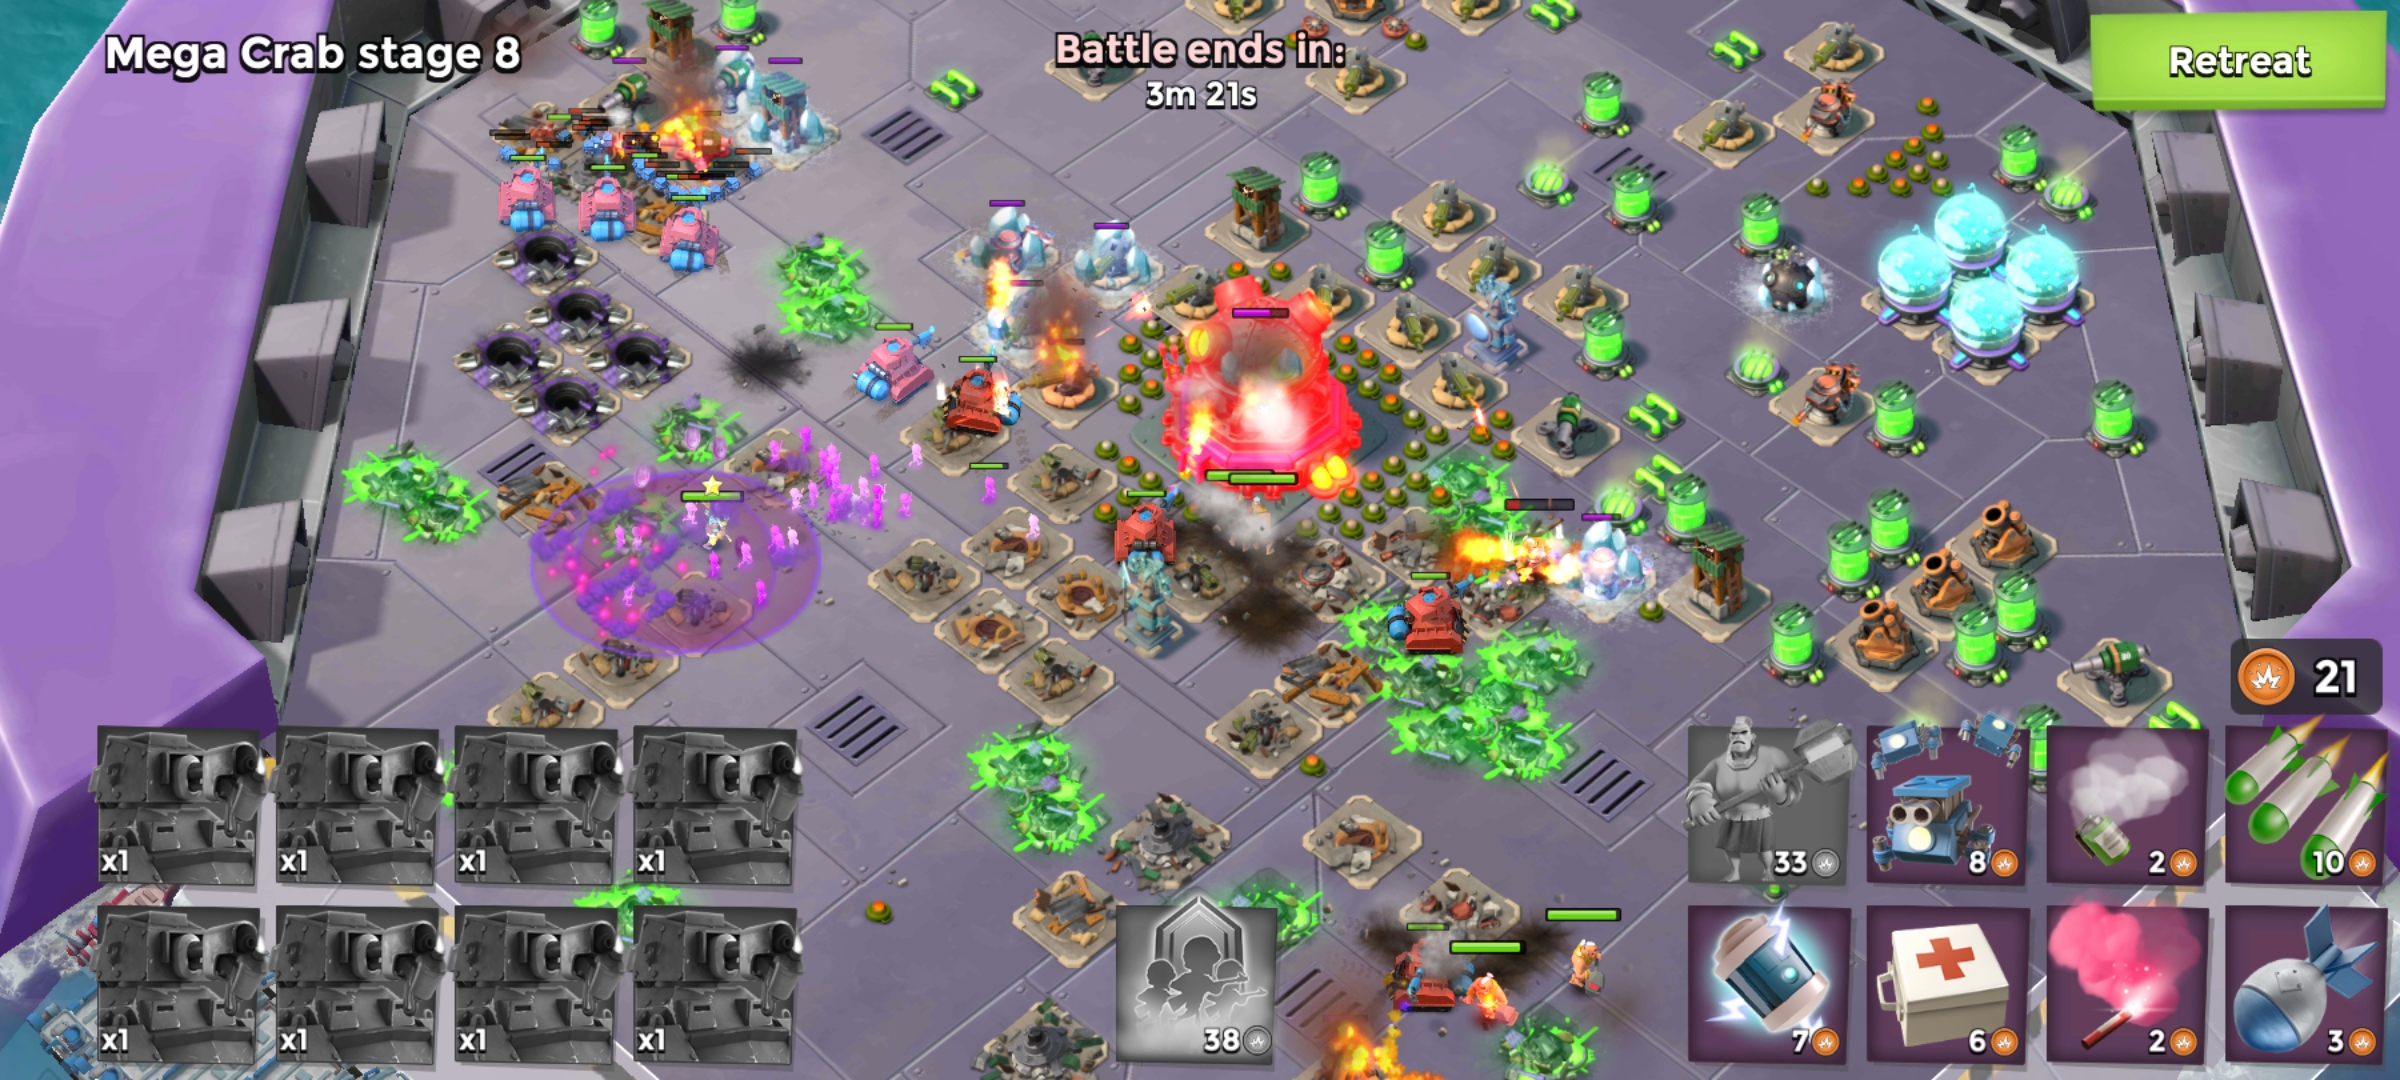 Mega Crab stage 8
Battle ends in:
3m 21s
Retreat
21
x1
x1
x1
x1
33
8
2
10
x1
x1
x1
x1
38
7
6
2
3